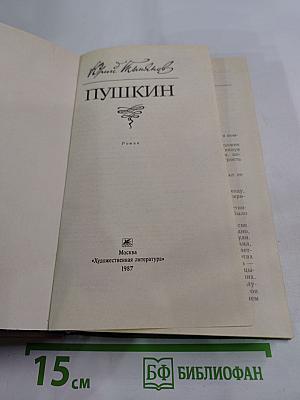 Юрий Тынянов
ПУШКИН
Роман
Москва
«Художественная литература»
1987
15 см
БФ БИБЛИОФАН